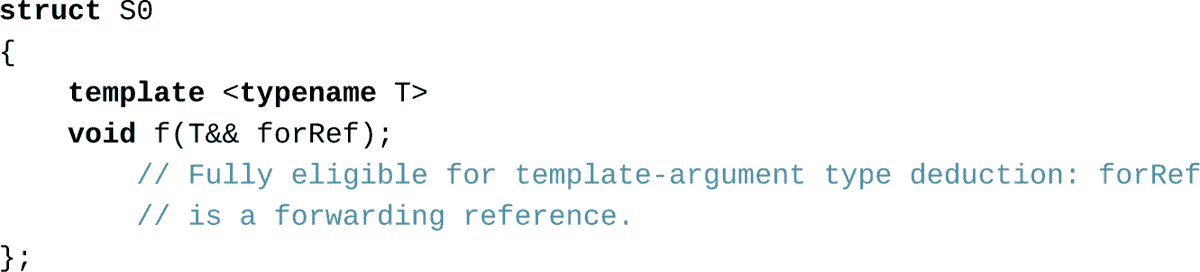 struct S0
{
    template <typename T>
    void f(T&& forRef);
        // Fully eligible for template-argument type deduction: forRef
        // is a forwarding reference.
};